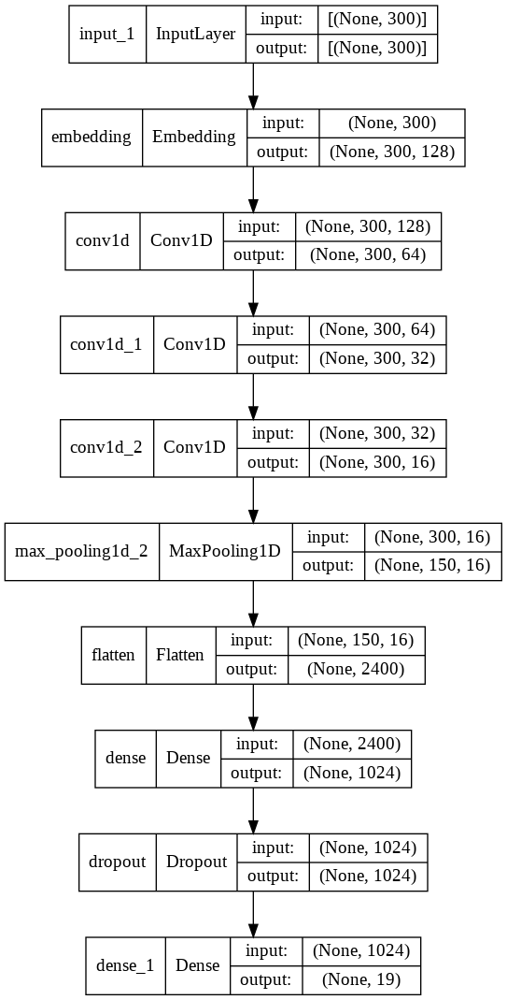 input_1 InputLayer input: [(None, 300)]
output: [(None, 300)]
embedding Embedding input: (None, 300)
output: (None, 300, 128)
conv1d Conv1D input: (None, 300, 128)
output: (None, 300, 64)
conv1d_1 Conv1D input: (None, 300, 64)
output: (None, 300, 32)
conv1d_2 Conv1D input: (None, 300, 32)
output: (None, 300, 16)
max_pooling1d_2 MaxPooling1D input: (None, 300, 16)
output: (None, 150, 16)
flatten Flatten input: (None, 150, 16)
output: (None, 2400)
dense Dense input: (None, 2400)
output: (None, 1024)
dropout Dropout input: (None, 1024)
output: (None, 1024)
dense_1 Dense input: (None, 1024)
output: (None, 19)